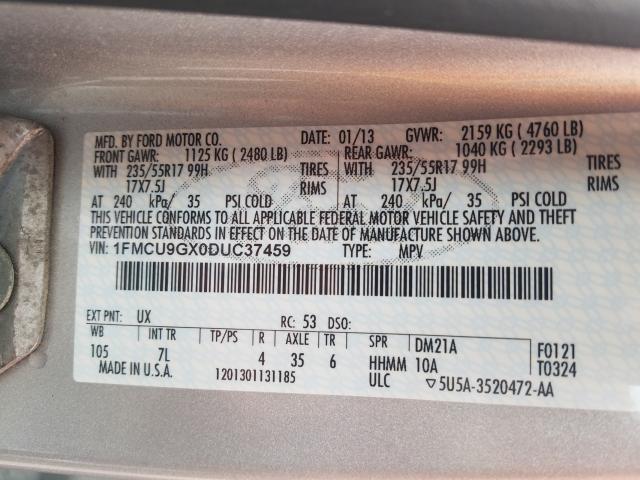 MFD. BY FORD MOTOR CO. DATE: 01/13 GVWR: 2159 KG ( 4760 LB)
FRONT GAWR: 1125 KG ( 2480 LB) REAR GAWR: 1040 KG ( 2293 LB)
WITH 235/55R17 99H TIRES WITH 235/55R17 99H TIRES
17X7.5J RIMS 17X7.5J RIMS
AT 240 kPa/ 35 PSI COLD AT 240 kPa/ 35 PSI COLD
THIS VEHICLE CONFORMS TO ALL APPLICABLE FEDERAL MOTOR VEHICLE SAFETY AND THEFT
PREVENTION STANDARDS IN EFFECT ON THE DATE OF MANUFACTURE SHOWN ABOVE.
VIN: 1FMCU9GX0DUC37459 TYPE: MPV
EXT PNT: UX RC: 53 DSO:
WB INT TR TP/PS R AXLE TR SPR DM21A F0121
105 7L 4 35 6 HHMM 10A T0324
MADE IN U.S.A. 1201301131185 ULC ▽5U5A-3520472-AA